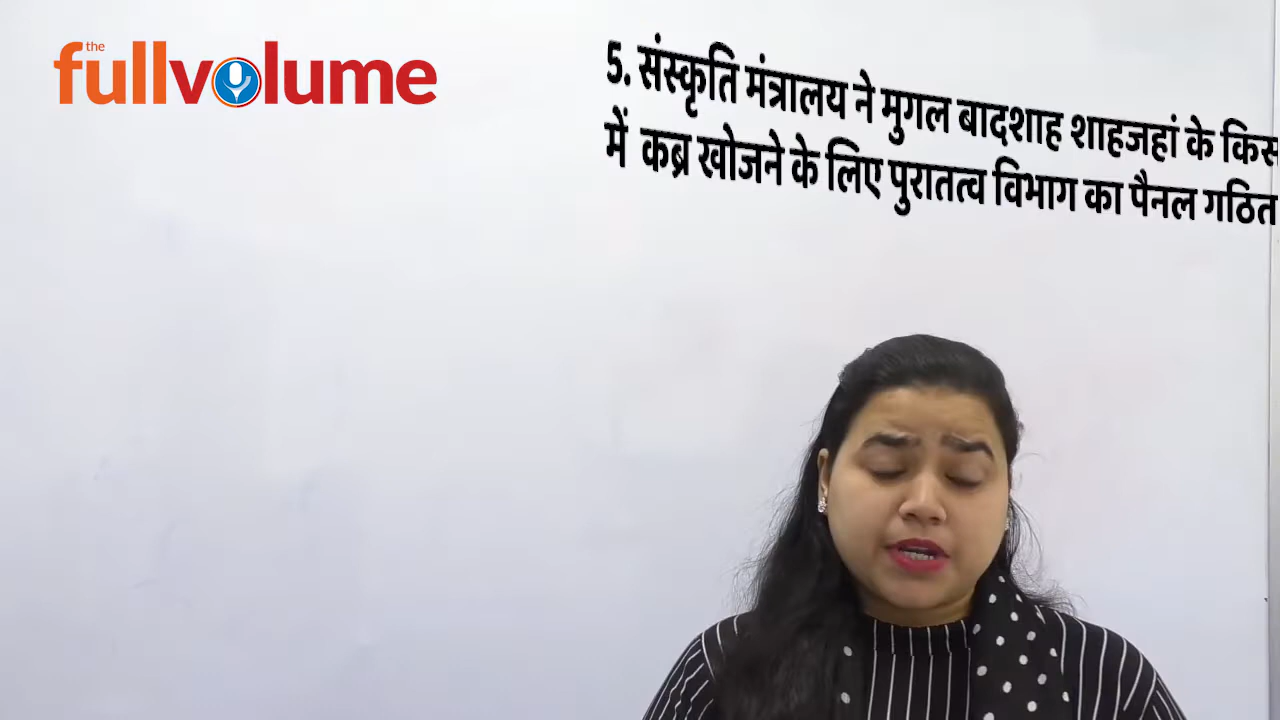 the
fullvolume
5. संस्कृति मंत्रालय ने मुगल बादशाह शाहजहां के
में कब्र खोजने के लिए पुरातत्व विभाग का पैनल गठित